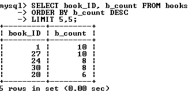 mysql> SELECT book_ID, b_count FROM books
    -> ORDER BY b_count DESC
    -> LIMIT 5,5;
+---------+---------+
| book_ID | b_count |
+---------+---------+
|       1 |      10 |
|      27 |      10 |
|      24 |       8 |
|      30 |       8 |
|      20 |       6 |
+---------+---------+
5 rows in set (0.00 sec)